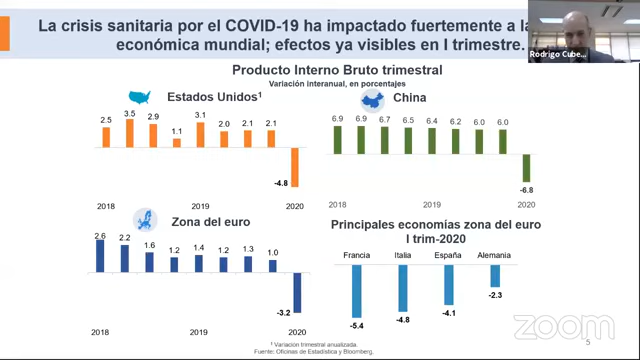 La crisis sanitaria por el COVID-19 ha impactado fuertemente a la
económica mundial; efectos ya visibles en I trimestre.
Rodrigo Cube...
Producto Interno Bruto trimestral
Variación interanual, en porcentajes
Estados Unidos¹
2.5 3.5 2.9 1.1 3.1 2.0 2.1 2.1 -4.8
2018 2019 2020
China
6.9 6.9 6.7 6.5 6.4 6.2 6.0 6.0 -6.8
2018 2019 2020
Zona del euro
2.6 2.2 1.6 1.2 1.4 1.2 1.3 1.0 -3.2
2018 2019 2020
Principales economías zona del euro
I trim-2020
Francia Italia España Alemania
-5.4 -4.8 -4.1 -2.3
¹ Variación trimestral anualizada.
Fuente: Oficinas de Estadística y Bloomberg.
zoom
5